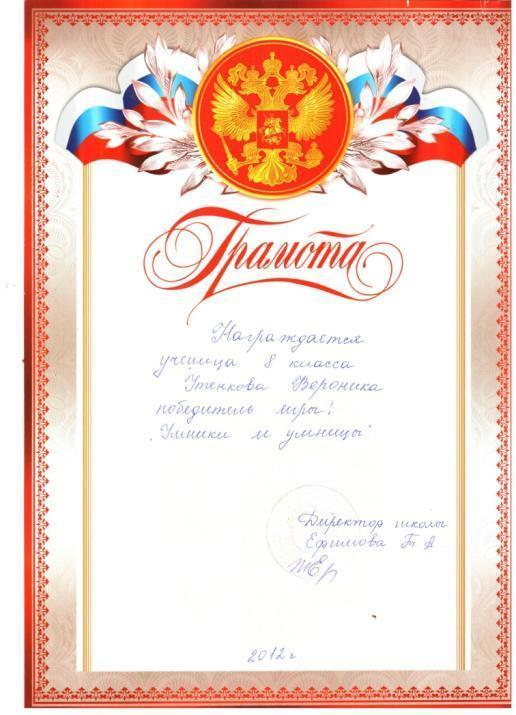 Грамота
Награждается
ученица 8 класса
Утенкова Вероника
победитель игры!
"Умники и умницы"
Директор школы
Ефимова Т. А.
2012 г